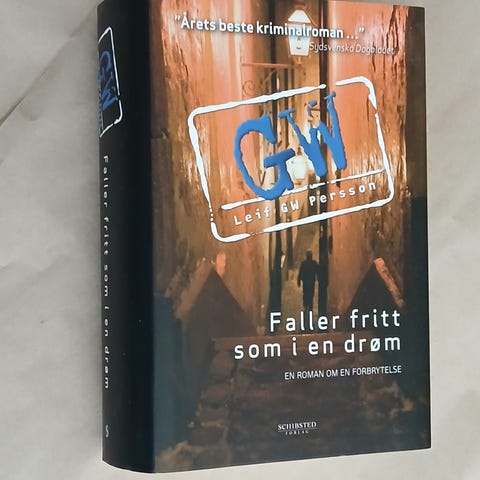 "Årets beste kriminalroman ..."
Sydsvenska Dagbladet
GW
Leif GW Persson
Faller fritt
som i en drøm
EN ROMAN OM EN FORBRYTELSE
SCHIBSTED
FORLAG
GW
Faller fritt som i en drøm
S